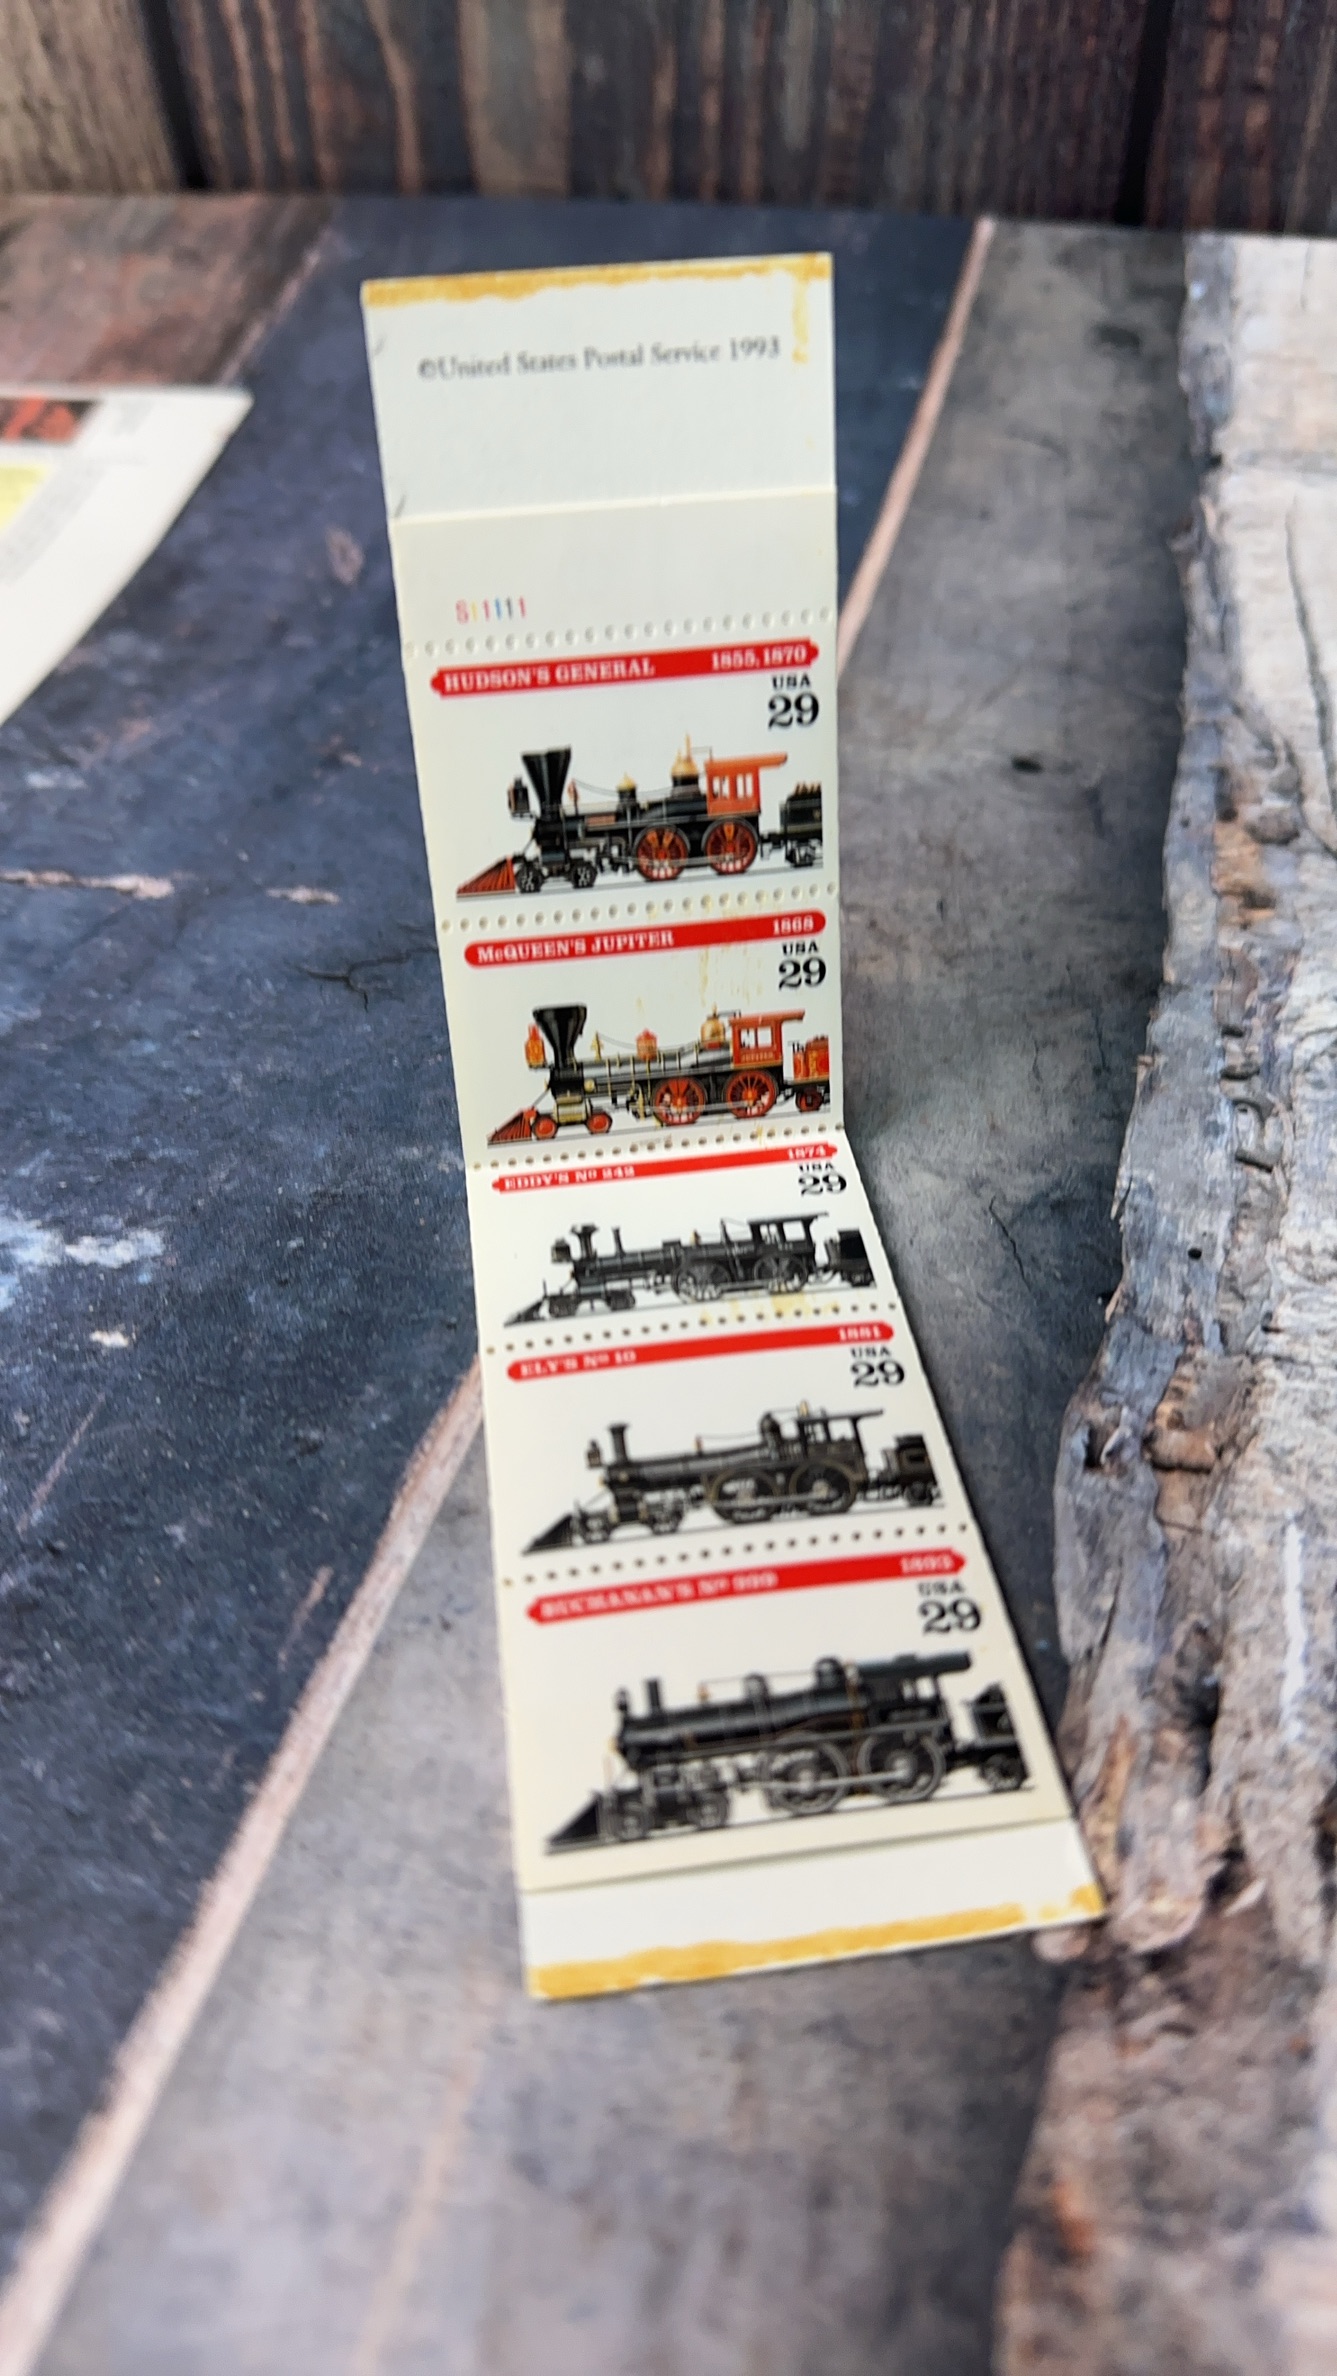 ©United States Postal Service 1993
S11111
HUDSON'S GENERAL 1855, 1870
USA
29
McQUEEN'S JUPITER 1868
USA
29
JUPITER
EDDY'S Nº 242 1874
USA
29
ELY'S Nº 10 1881
USA
29
BUCHANAN'S Nº 999 1893
USA
29